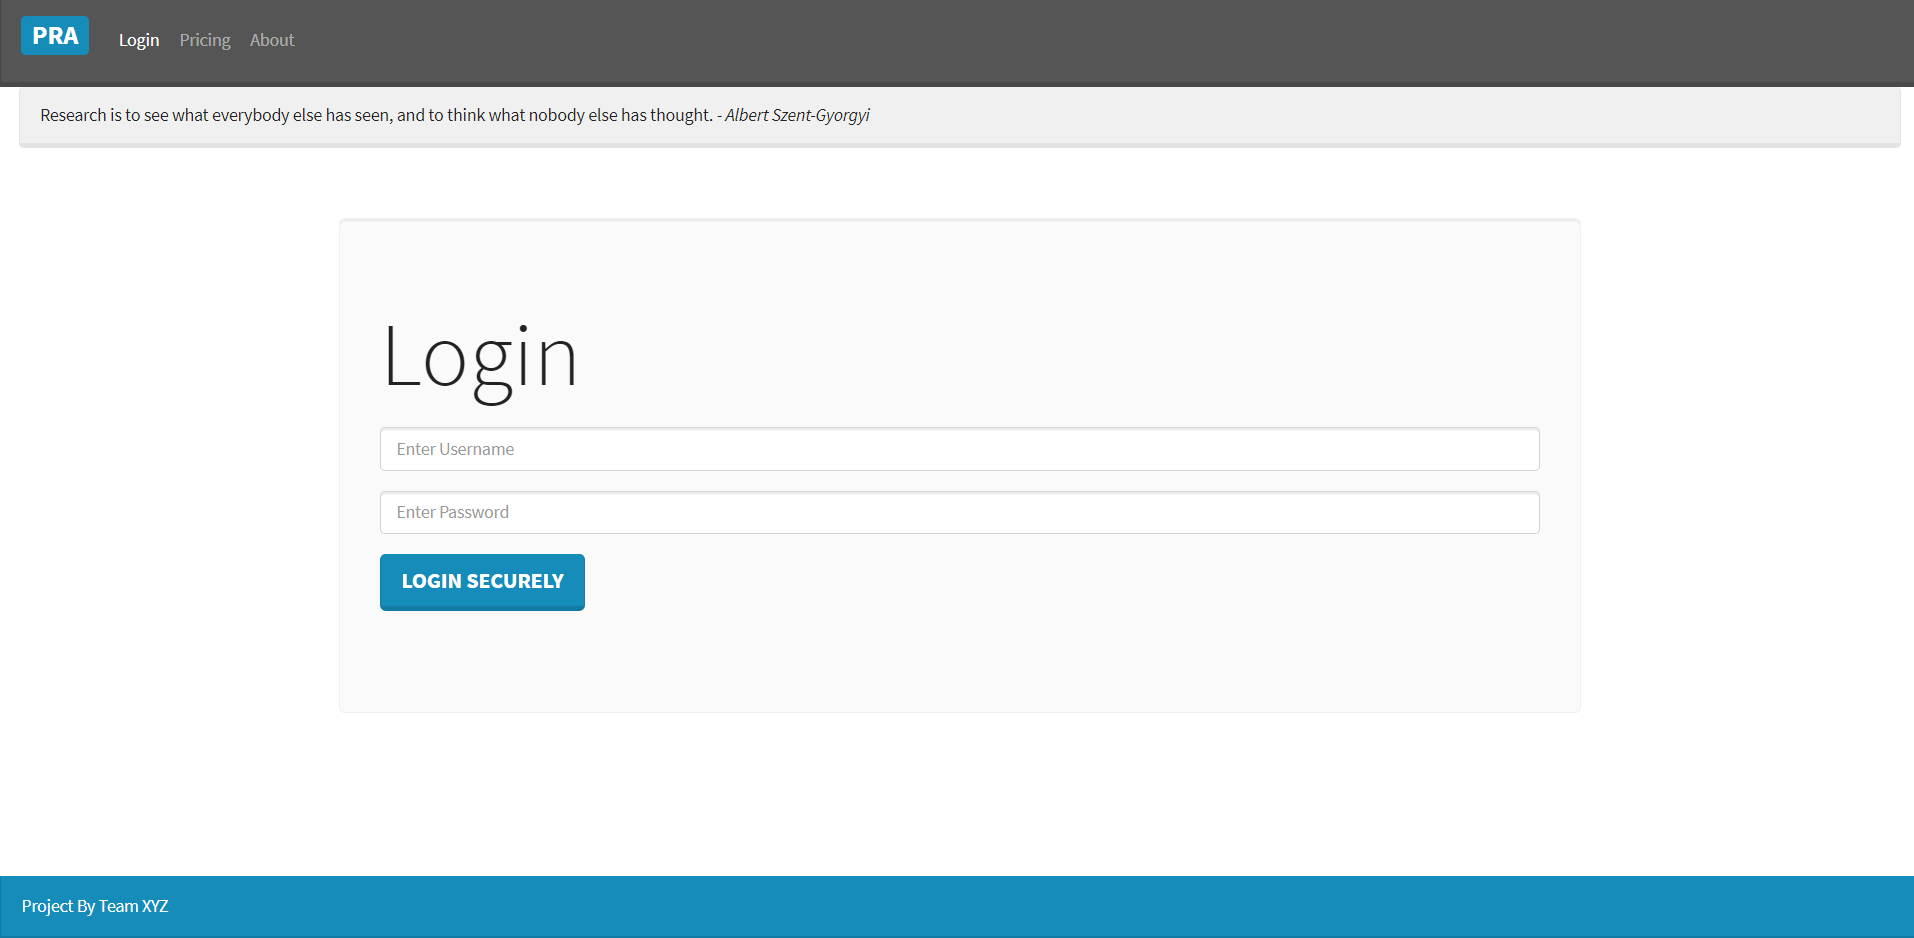 PRA
Login Pricing About
Research is to see what everybody else has seen, and to think what nobody else has thought. - Albert Szent-Gyorgyi
Login
Enter Username
Enter Password
LOGIN SECURELY
Project By Team XYZ